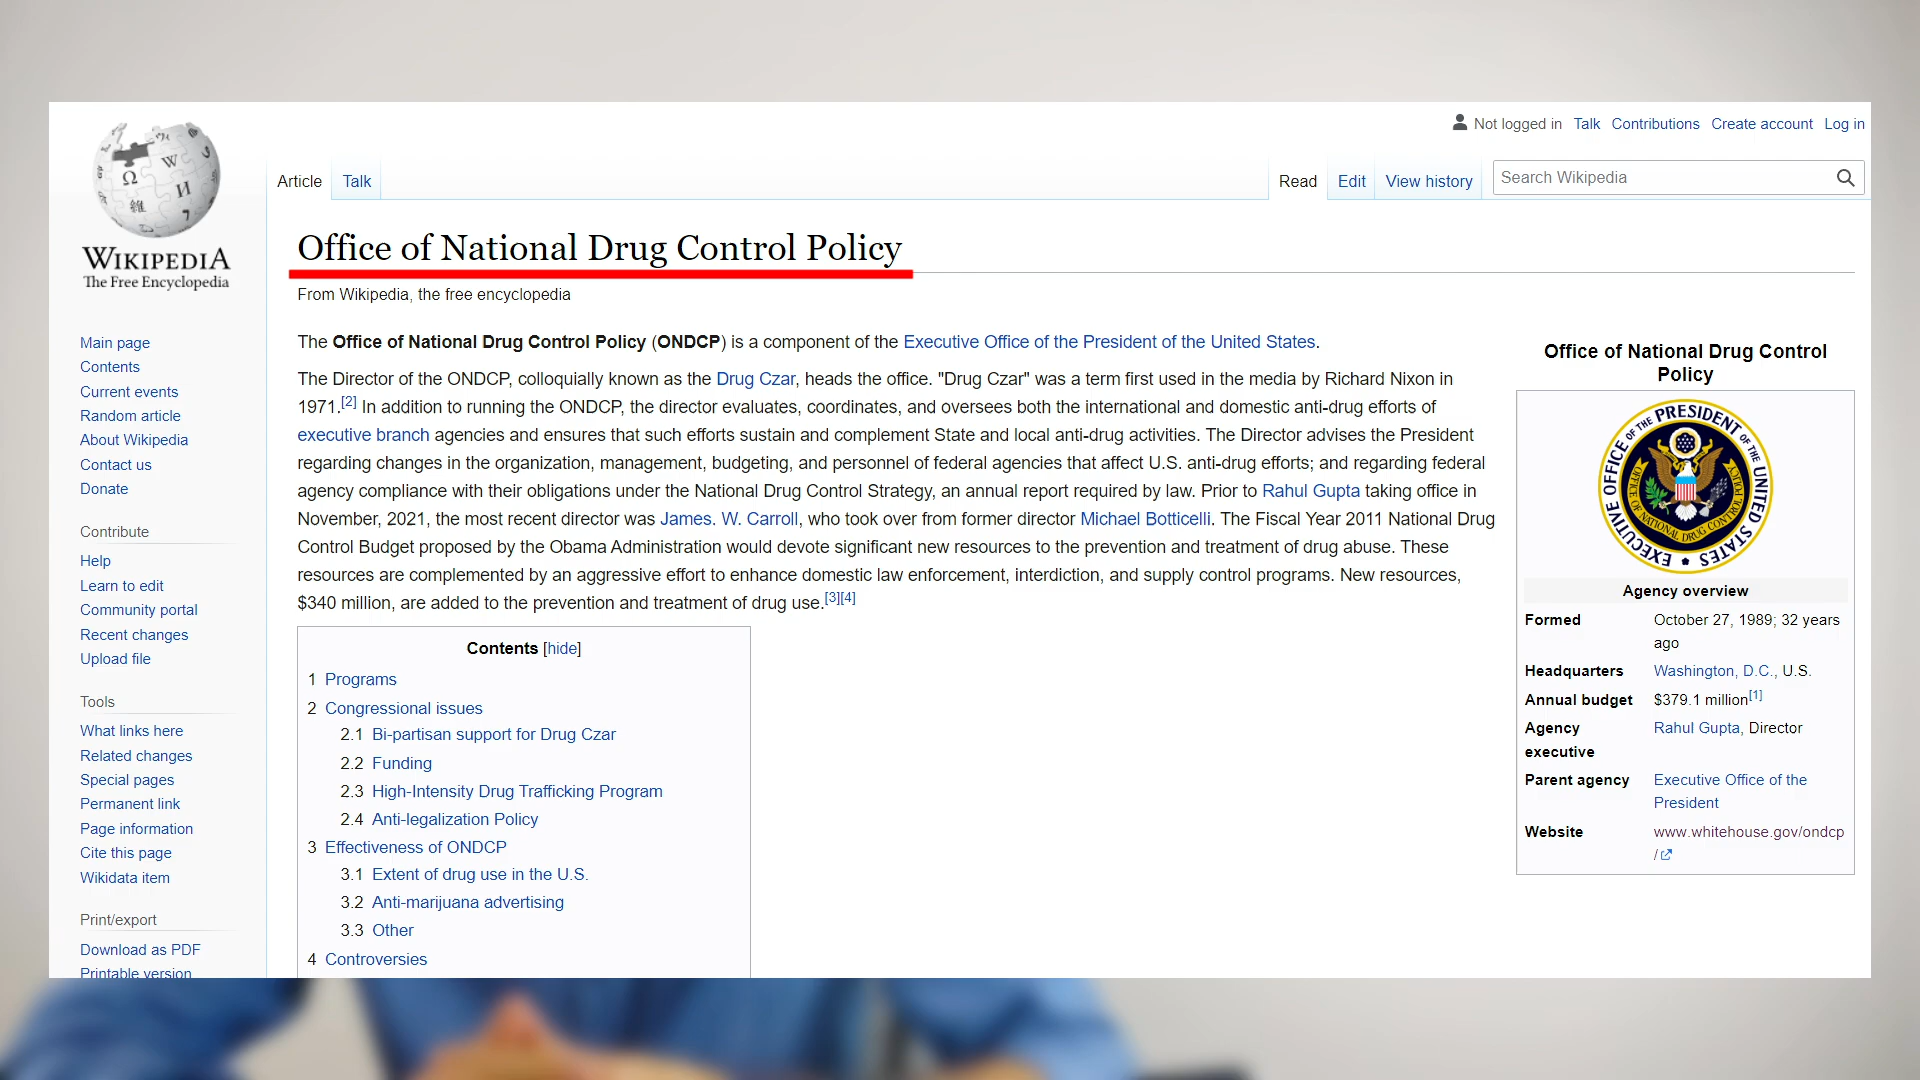 Not logged in Talk Contributions Create account Log in
Article Talk Read Edit View history Search Wikipedia
WIKIPEDIA
The Free Encyclopedia
Main page
Contents
Current events
Random article
About Wikipedia
Contact us
Donate
Contribute
Help
Learn to edit
Community portal
Recent changes
Upload file
Tools
What links here
Related changes
Special pages
Permanent link
Page information
Cite this page
Wikidata item
Print/export
Download as PDF
Printable version
Office of National Drug Control Policy
From Wikipedia, the free encyclopedia
The Office of National Drug Control Policy (ONDCP) is a component of the Executive Office of the President of the United States.
The Director of the ONDCP, colloquially known as the Drug Czar, heads the office. "Drug Czar" was a term first used in the media by Richard Nixon in
1971.[2] In addition to running the ONDCP, the director evaluates, coordinates, and oversees both the international and domestic anti-drug efforts of
executive branch agencies and ensures that such efforts sustain and complement State and local anti-drug activities. The Director advises the President
regarding changes in the organization, management, budgeting, and personnel of federal agencies that affect U.S. anti-drug efforts; and regarding federal
agency compliance with their obligations under the National Drug Control Strategy, an annual report required by law. Prior to Rahul Gupta taking office in
November, 2021, the most recent director was James. W. Carroll, who took over from former director Michael Botticelli. The Fiscal Year 2011 National Drug
Control Budget proposed by the Obama Administration would devote significant new resources to the prevention and treatment of drug abuse. These
resources are complemented by an aggressive effort to enhance domestic law enforcement, interdiction, and supply control programs. New resources,
$340 million, are added to the prevention and treatment of drug use.[3][4]
Contents [hide]
1 Programs
2 Congressional issues
2.1 Bi-partisan support for Drug Czar
2.2 Funding
2.3 High-Intensity Drug Trafficking Program
2.4 Anti-legalization Policy
3 Effectiveness of ONDCP
3.1 Extent of drug use in the U.S.
3.2 Anti-marijuana advertising
3.3 Other
4 Controversies
Office of National Drug Control
Policy
EXECUTIVE OFFICE OF THE PRESIDENT OF THE UNITED STATES
OFFICE OF NATIONAL DRUG CONTROL POLICY
Agency overview
Formed October 27, 1989; 32 years
ago
Headquarters Washington, D.C., U.S.
Annual budget $379.1 million[1]
Agency Rahul Gupta, Director
executive
Parent agency Executive Office of the
President
Website www.whitehouse.gov/ondcp
/